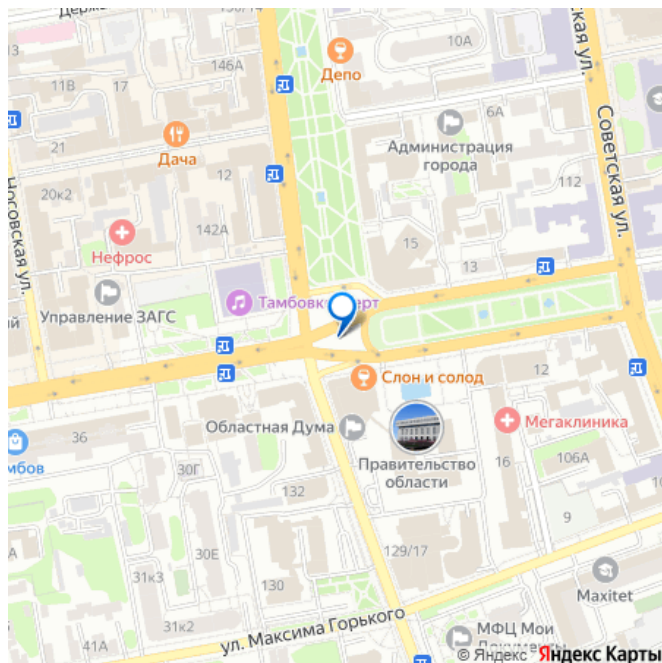 10А
146А
Депо
11В
17
6А
Администрация
города
21
Дача
12
Советская ул.
20к2
112
Носовская ул.
142А
15
Нефрос
13
Управление ЗАГС
Слон и солод
12
36
Областная Дума
Мегаклиника
30Г
Правительство
области
16
106А
132
9
129/17
31к3
30Е
130
Maxitet
31к2
ул. Максима Горького
41А
МФЦ Мои
© Яндекс Яндекс Карты